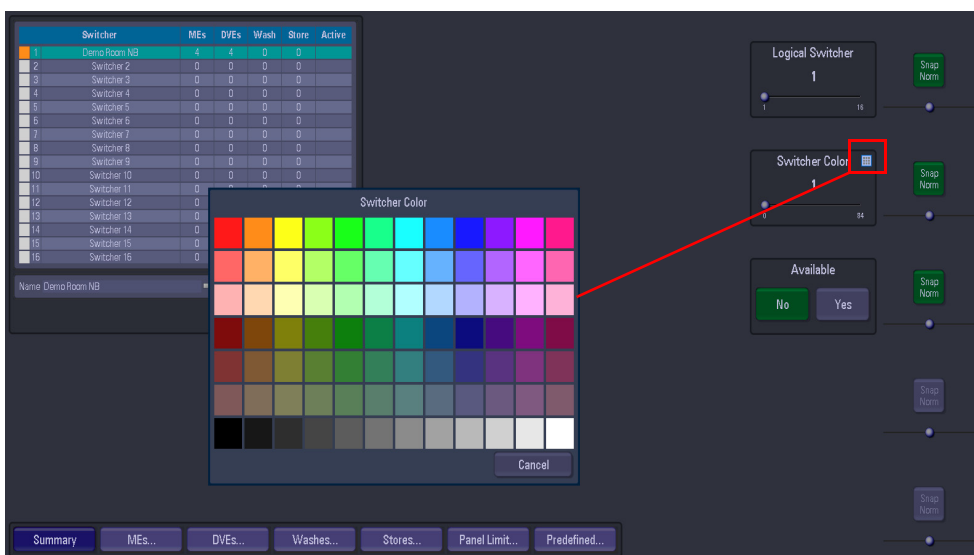 Switcher MEs DVEs Wash Store Active
1 Demo Room NB 4 4 0 0
2 Switcher 2 0 0 0 0
3 Switcher 3 0 0 0 0
4 Switcher 4 0 0 0 0
5 Switcher 5 0 0 0 0
6 Switcher 6 0 0 0 0
7 Switcher 7 0 0 0 0
8 Switcher 8 0 0 0 0
9 Switcher 9 0 0 0 0
10 Switcher 10 0 0 0 0
11 Switcher 11 0 0 0 0
12 Switcher 12 0
13 Switcher 13 0
14 Switcher 14 0
15 Switcher 15 0
16 Switcher 16 0
Name Demo Room NB
Switcher Color
Cancel
Logical Switcher
1
1 16
Snap
Norm
Switcher Color
1
0 84
Snap
Norm
Available
No Yes
Snap
Norm
Snap
Norm
Snap
Norm
Summary MEs... DVEs... Washes... Stores... Panel Limit... Predefined...